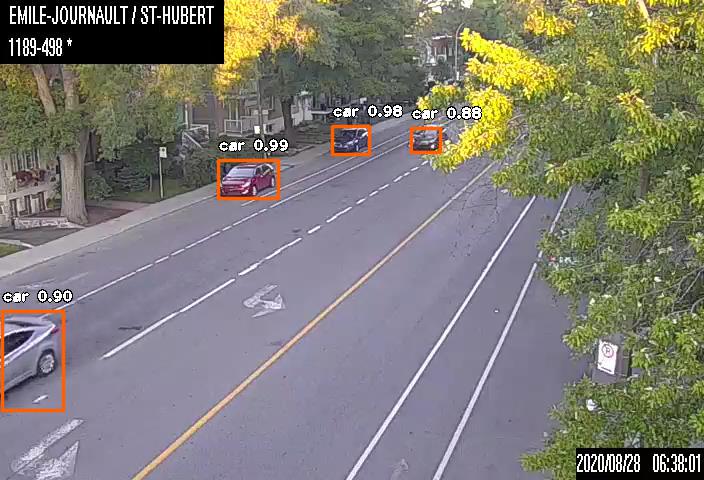 EMILE-JOURNAULT / ST-HUBERT
1189-498 *
car 0.98
car 0.88
car 0.99
car 0.90
P
2020/08/28 06:38:01